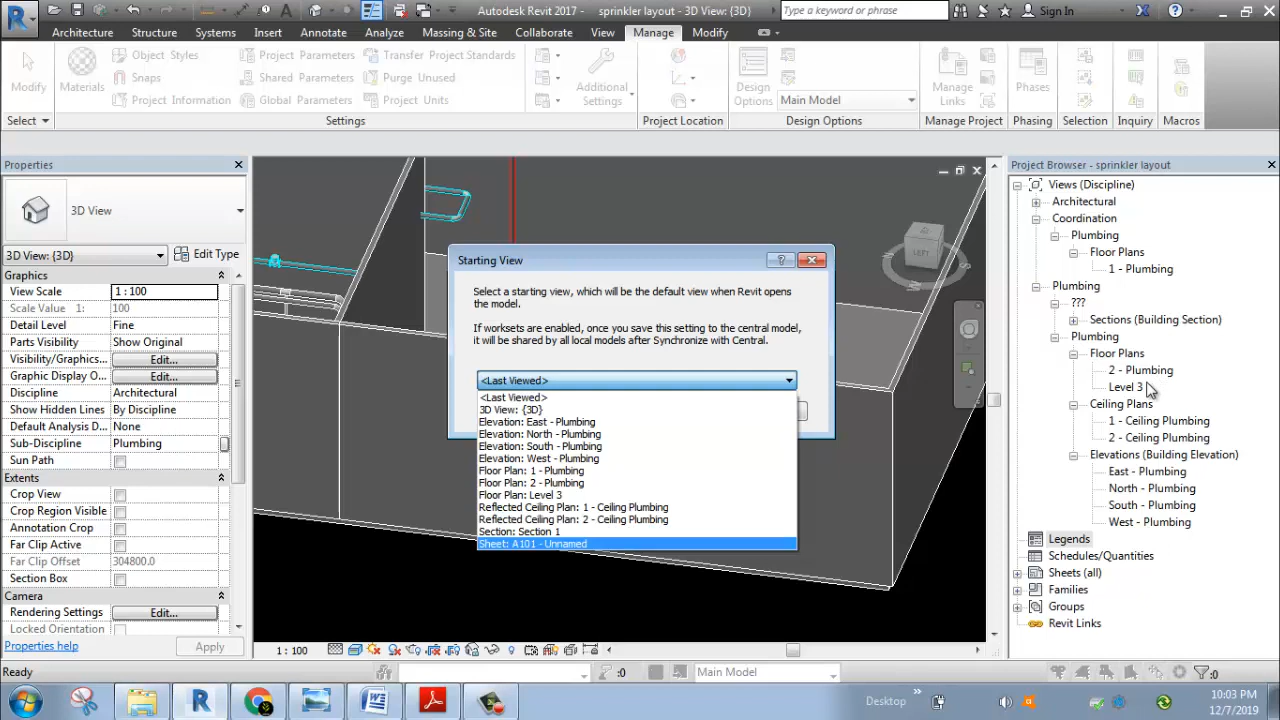 Autodesk Revit 2017 - sprinkler layout - 3D View: {3D}
Type a keyword or phrase
Sign In
Architecture Structure Systems Insert Annotate Analyze Massing & Site Collaborate View Manage Modify
Modify
Materials
Object Styles
Snaps
Project Information
Project Parameters
Shared Parameters
Global Parameters
Transfer Project Standards
Purge Unused
Project Units
Additional
Settings
Design
Options
Main Model
Manage
Links
Phases
Select
Settings
Project Location
Design Options
Manage Project
Phasing
Selection
Inquiry
Macros
Properties
3D View
3D View: {3D}
Edit Type
Graphics
View Scale 1 : 100
Scale Value 1: 100
Detail Level Fine
Parts Visibility Show Original
Visibility/Graphics... Edit...
Graphic Display O... Edit...
Discipline Architectural
Show Hidden Lines By Discipline
Default Analysis D... None
Sub-Discipline Plumbing
Sun Path
Extents
Crop View
Crop Region Visible
Annotation Crop
Far Clip Active
Far Clip Offset 304800.0
Section Box
Camera
Rendering Settings Edit...
Locked Orientation
Properties help
Apply
LEFT
Starting View
Select a starting view, which will be the default view when Revit opens
the model.
If worksets are enabled, once you save this setting to the central model,
it will be shared by all local models after Synchronize with Central.
<Last Viewed>
<Last Viewed>
3D View: {3D}
Elevation: East - Plumbing
Elevation: North - Plumbing
Elevation: South - Plumbing
Elevation: West - Plumbing
Floor Plan: 1 - Plumbing
Floor Plan: 2 - Plumbing
Floor Plan: Level 3
Reflected Ceiling Plan: 1 - Ceiling Plumbing
Reflected Ceiling Plan: 2 - Ceiling Plumbing
Section: Section 1
Sheet: A101 - Unnamed
Project Browser - sprinkler layout
Views (Discipline)
Architectural
Coordination
Plumbing
Floor Plans
1 - Plumbing
Plumbing
???
Sections (Building Section)
Plumbing
Floor Plans
2 - Plumbing
Level 3
Ceiling Plans
1 - Ceiling Plumbing
2 - Ceiling Plumbing
Elevations (Building Elevation)
East - Plumbing
North - Plumbing
South - Plumbing
West - Plumbing
Legends
Schedules/Quantities
Sheets (all)
Families
Groups
Revit Links
1 : 100
Ready
:0
Main Model
:0
Desktop
10:03 PM
12/7/2019